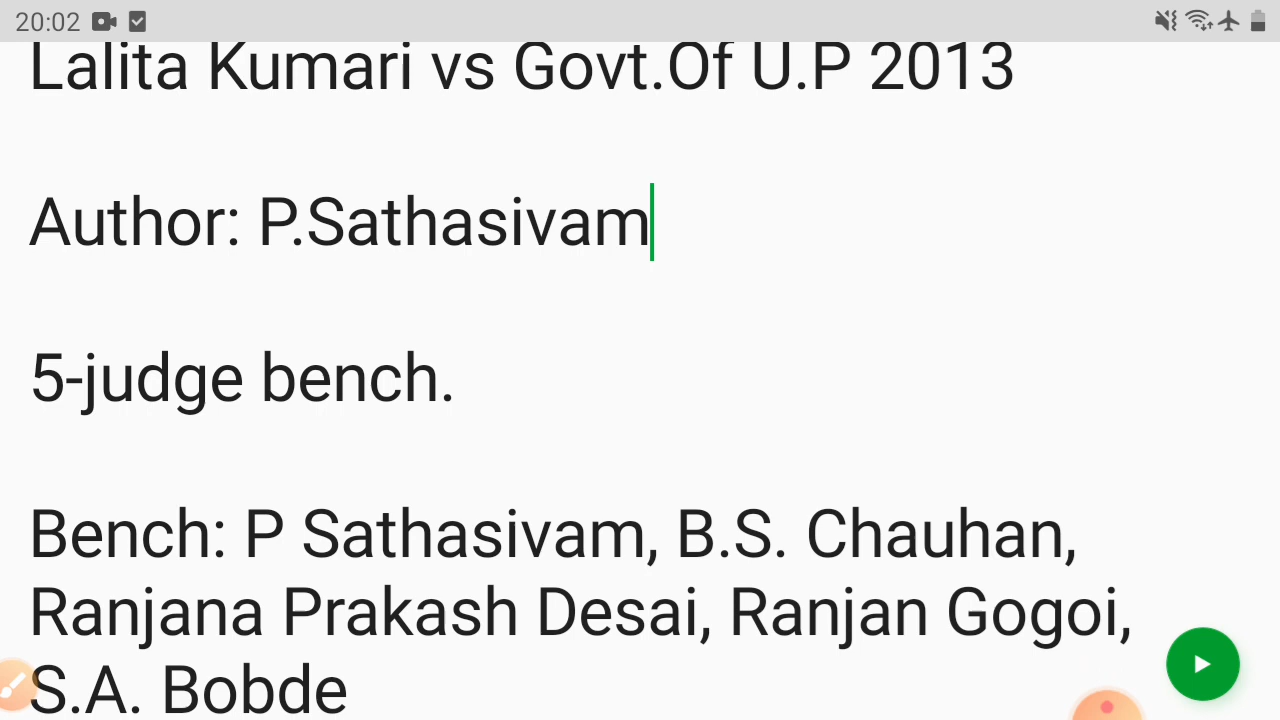 20:02
Lalita Kumari vs Govt.Of U.P 2013
Author: P.Sathasivam
5-judge bench.
Bench: P Sathasivam, B.S. Chauhan,
Ranjana Prakash Desai, Ranjan Gogoi,
S.A. Bobde